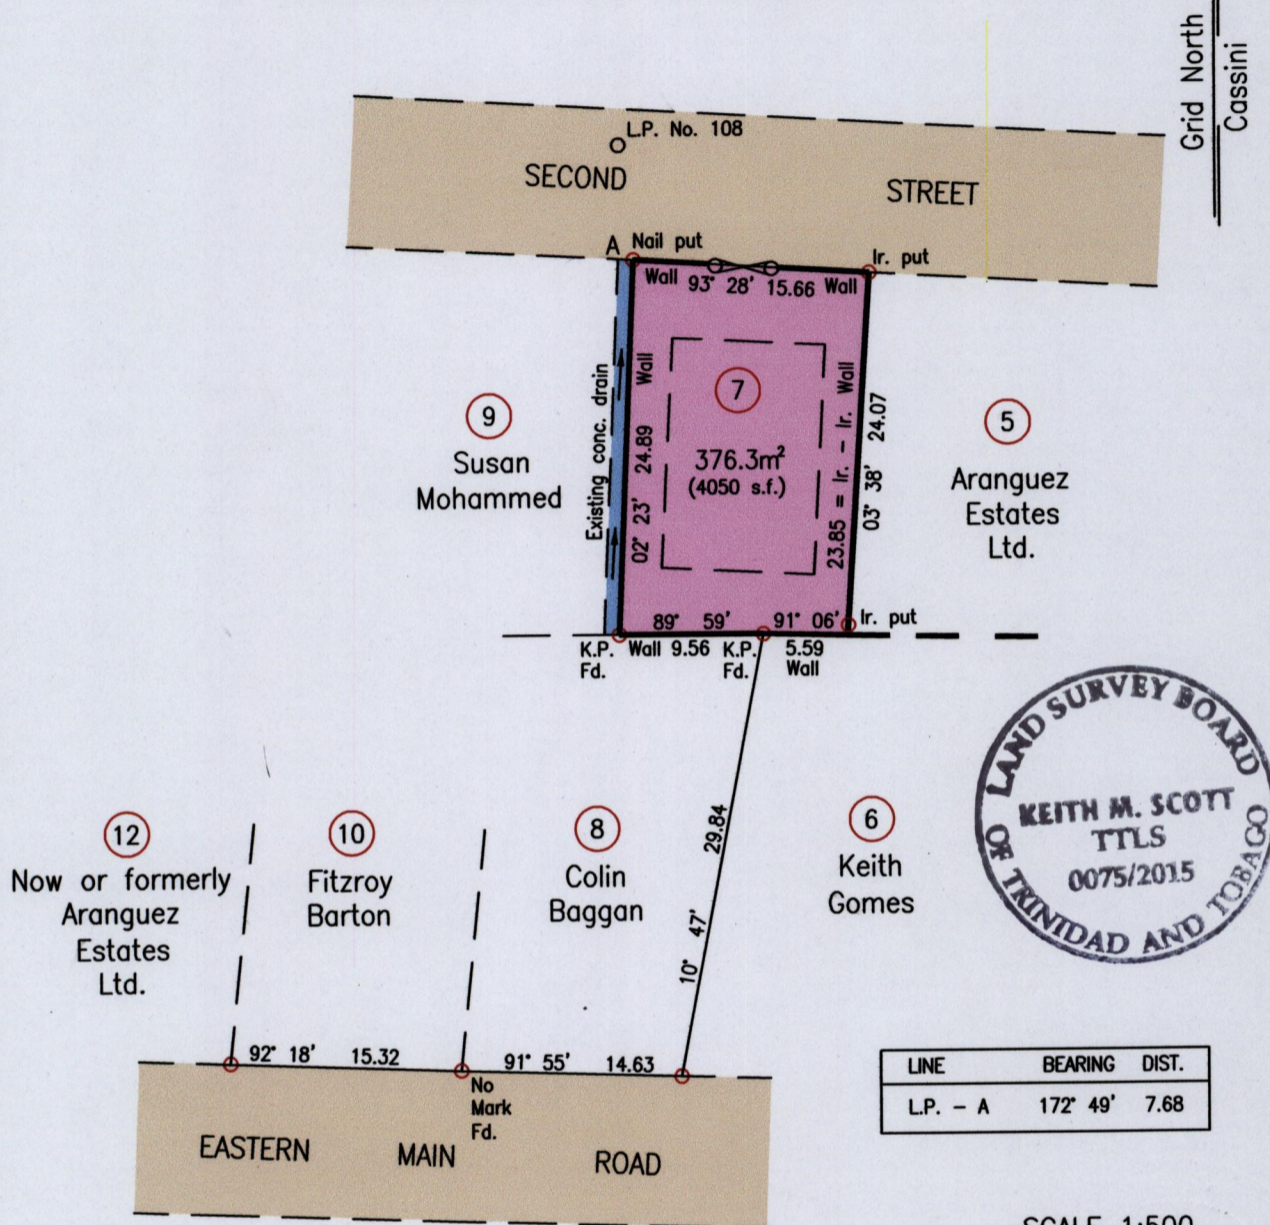 Grid North
Cassini
L.P. No. 108
SECOND STREET
A Nail put
Ir. put
Wall 93° 28' 15.66 Wall
Existing conc. drain
02° 23' 24.89 Wall
7
376.3m²
(4050 s.f.)
23.85 = Ir. - Ir. Wall
03° 38' 24.07
9
Susan
Mohammed
5
Aranguez
Estates
Ltd.
89° 59' 91° 06' Ir. put
K.P. Wall 9.56 K.P. 5.59
Fd. Fd. Wall
10° 47' 29.84
12
Now or formerly
Aranguez
Estates
Ltd.
10
Fitzroy
Barton
8
Colin
Baggan
6
Keith
Gomes
LAND SURVEY BOARD
KEITH M. SCOTT
TTLS
0075/2015
OF TRINIDAD AND TOBAGO
92° 18' 15.32 91° 55' 14.63
No
Mark
Fd.
EASTERN MAIN ROAD
LINE BEARING DIST.
L.P. - A 172° 49' 7.68
SCALE 1:500